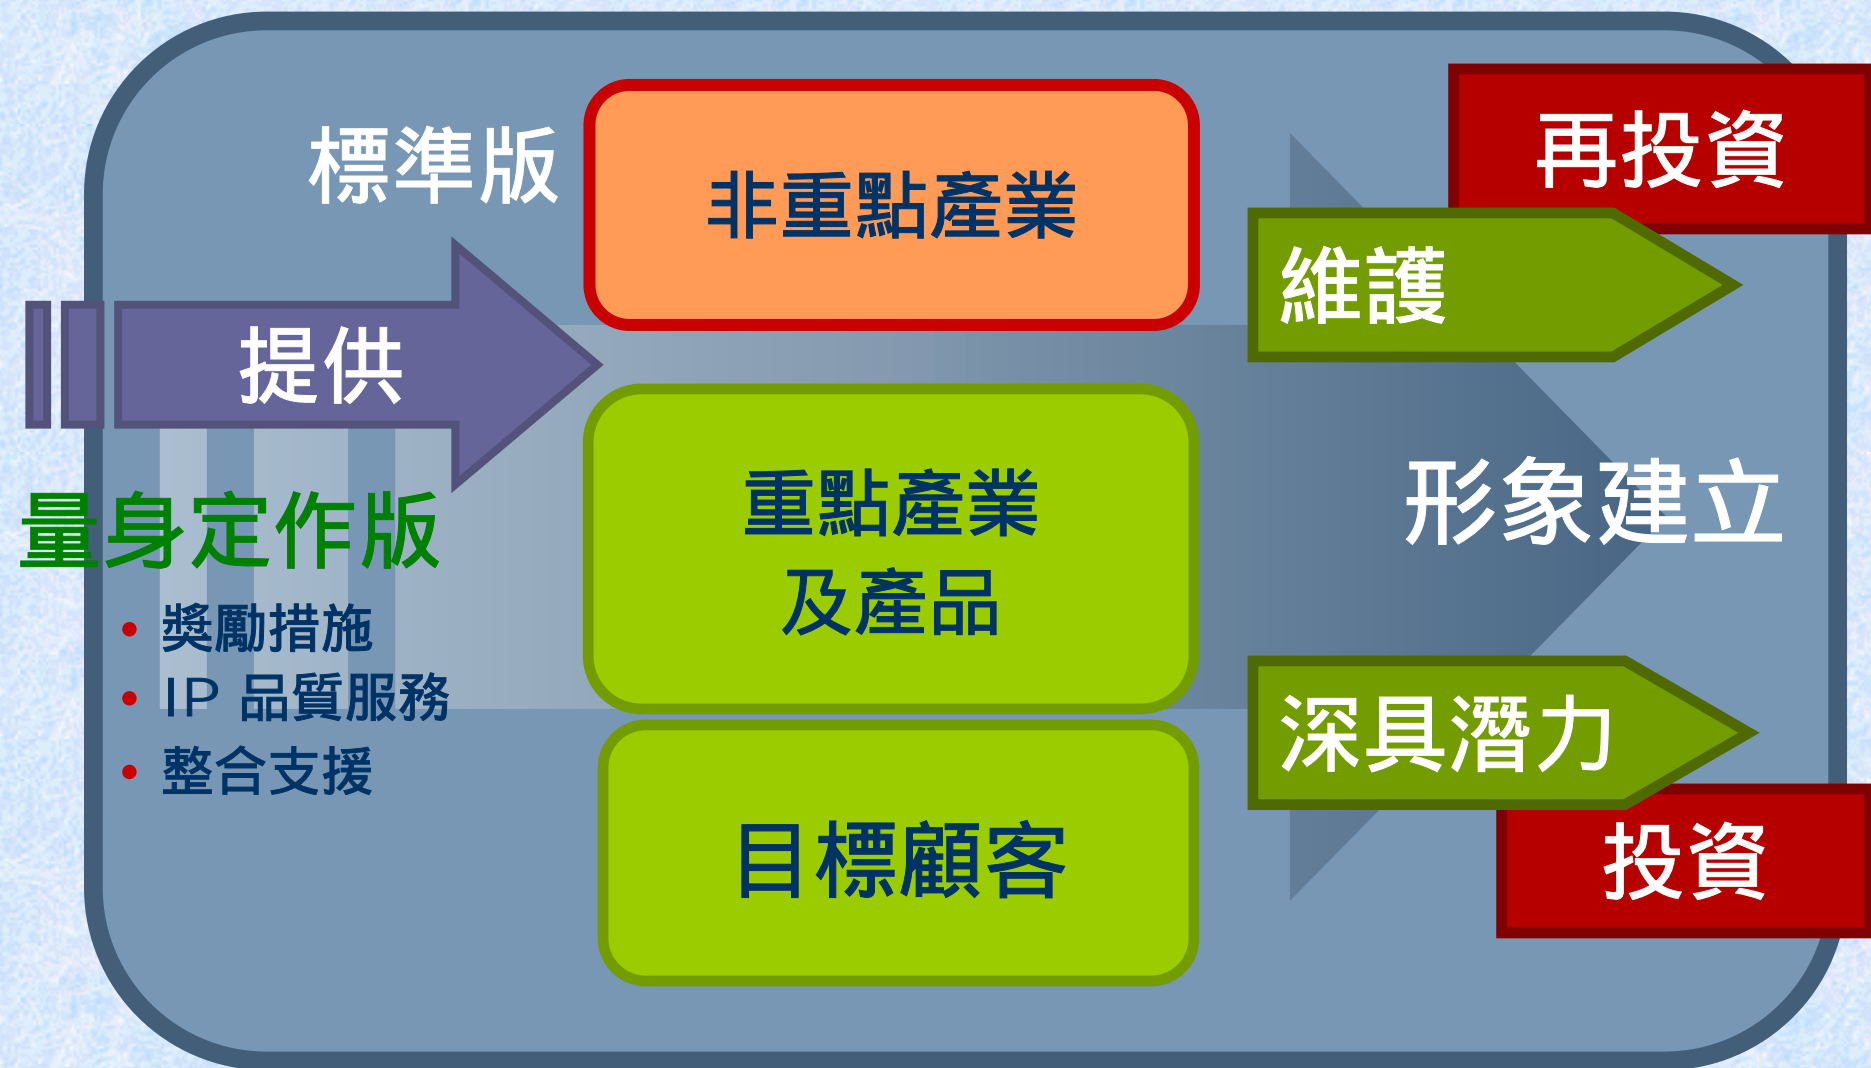 標準版
提供
量身定作版
• 獎勵措施
• IP 品質服務
• 整合支援
非重點產業
重點產業
及產品
目標顧客
再投資
維護
形象建立
深具潛力
投資